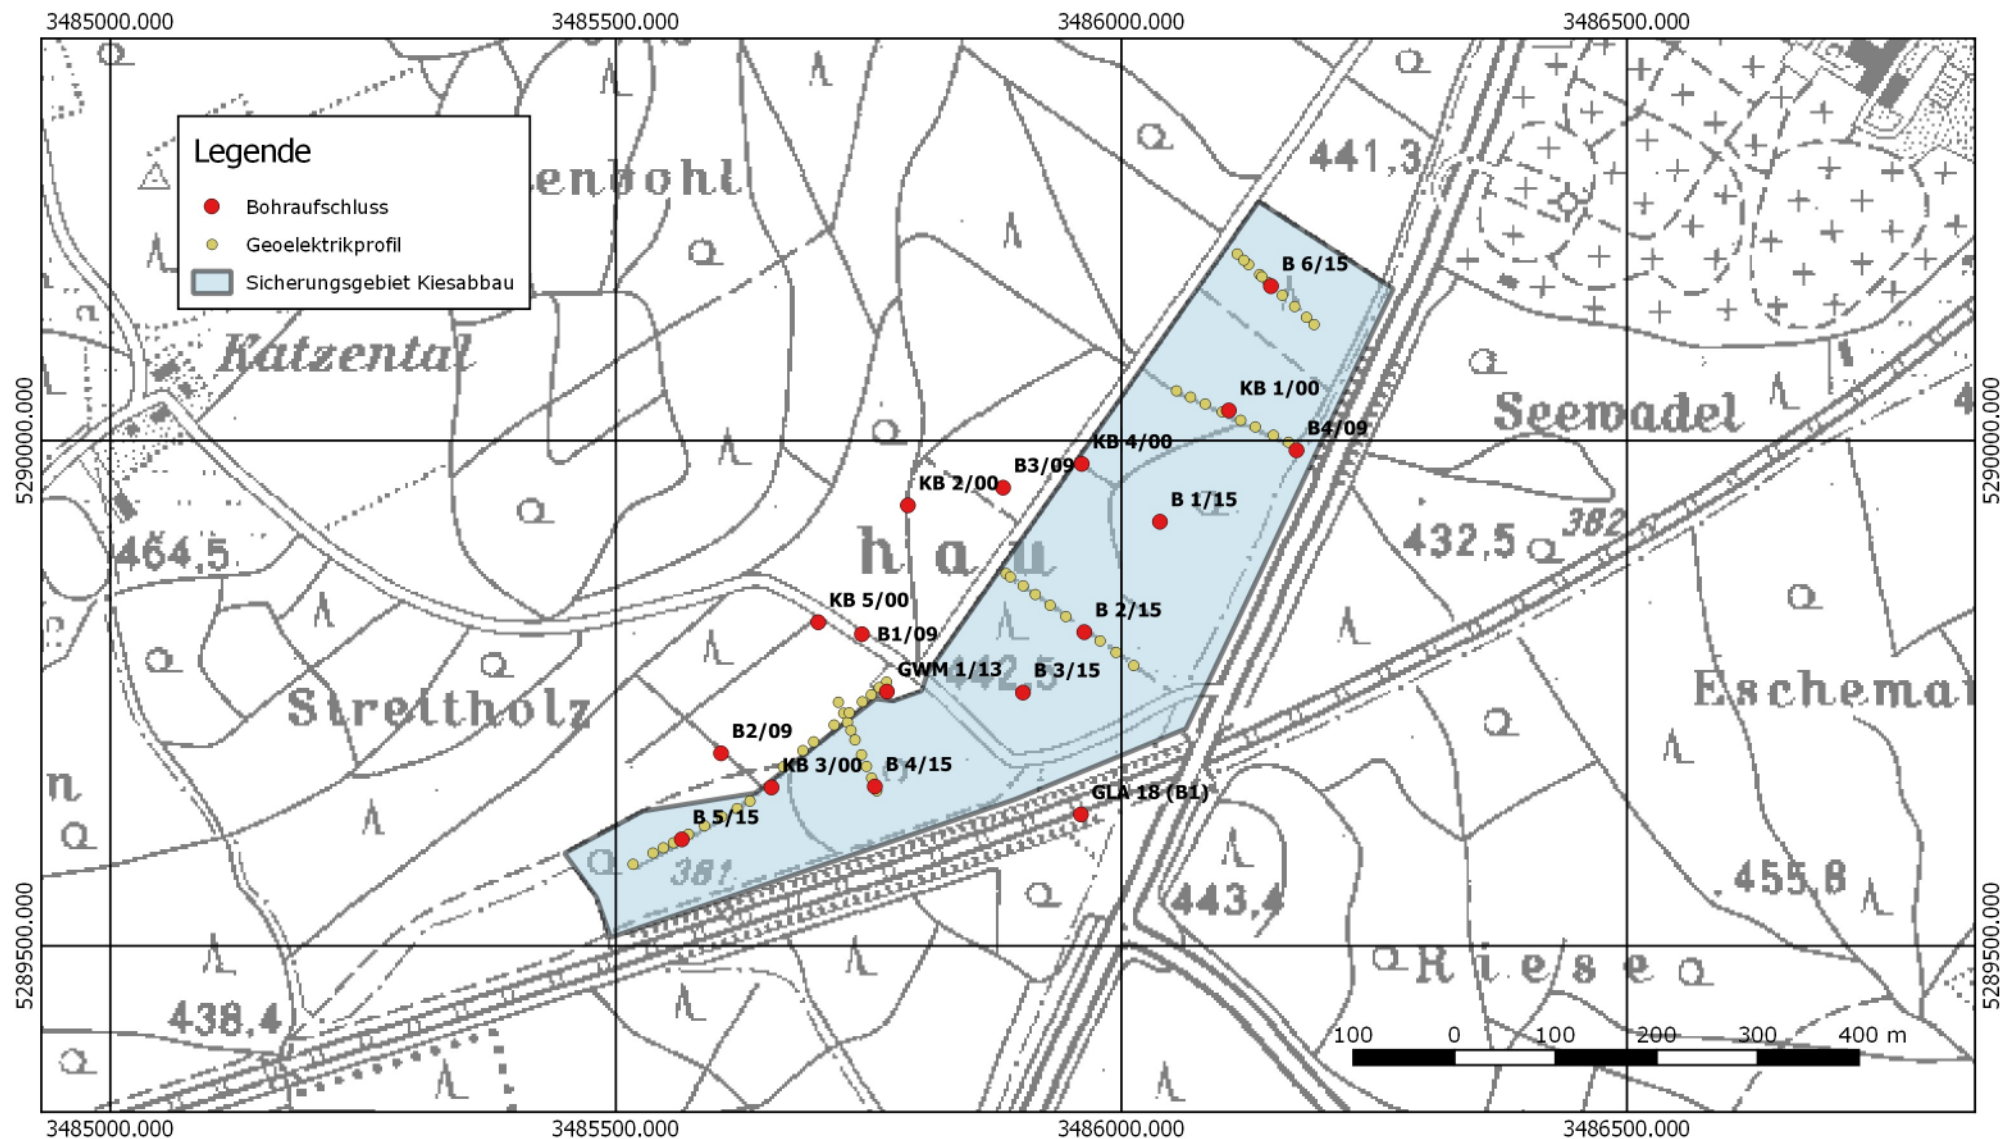 3485000.000 3485500.000 3486000.000 3486500.000
441,3
Legende
enbohl
Bohraufschluss
Geoelektrikprofil
Sicherungsgebiet Kiesabbau
B 6/15
Katzental
KB 1/00
Seewadel
5290000.000
5290000.000
B4/09
KB 4/00
B3/09
KB 2/00
B 1/15
382
432,5
464,5
h a u
KB 5/00
B 2/15
B1/09
GWM 1/13
442,5
B 3/15
Streitholz
Eschemar
B2/09
KB 3/00
B 4/15
n
GLA 18 (B1)
B 5/15
381
455,8
443,4
5289500.000
5289500.000
R i e s e
438,4
100 0 100 200 300 400 m
3485000.000 3485500.000 3486000.000 3486500.000